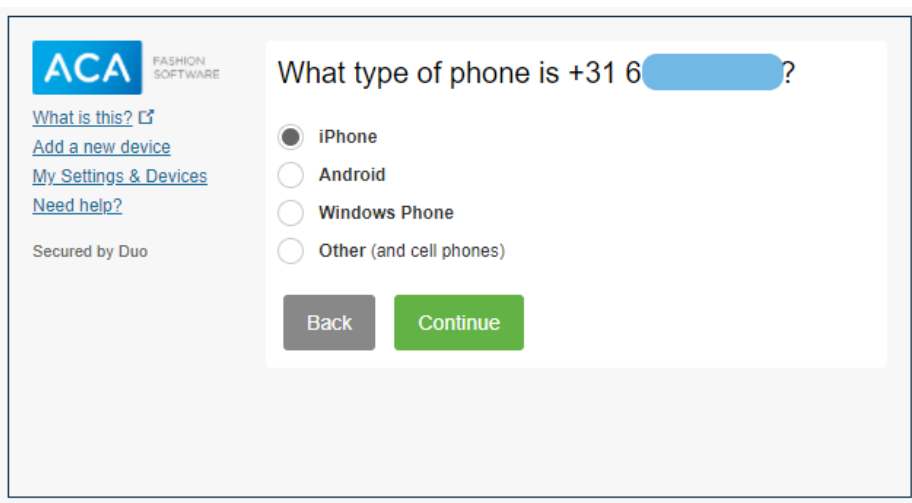 ACA
FASHION
SOFTWARE
What is this?
Add a new device
My Settings & Devices
Need help?
Secured by Duo
What type of phone is +31 6 ?
iPhone
Android
Windows Phone
Other (and cell phones)
Back
Continue